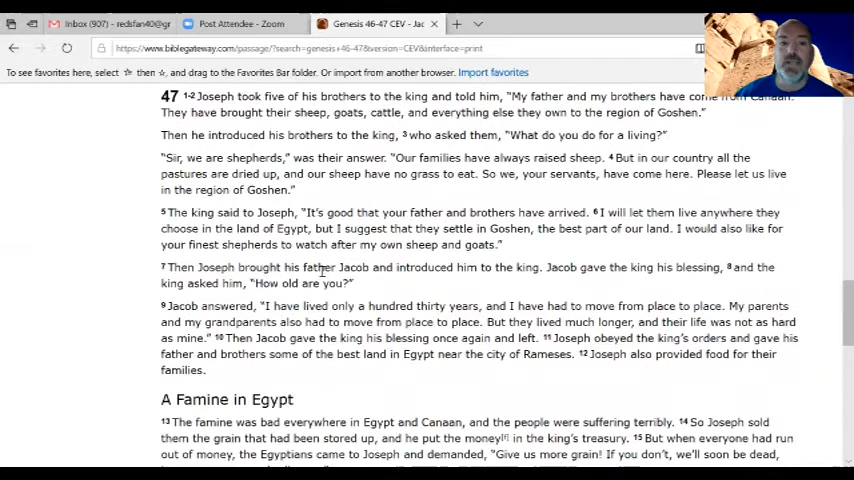 Inbox (907) - redsfan40@gr
Post Attendee - Zoom
Genesis 46-47 CEV - Jac
https://www.biblegateway.com/passage/?search=genesis+46-47&version=CEV&interface=print
To see favorites here, select then , and drag to the Favorites Bar folder. Or import from another browser. Import favorites
47 1-2 Joseph took five of his brothers to the king and told him, “My father and my brothers have come from Canaan.
They have brought their sheep, goats, cattle, and everything else they own to the region of Goshen.”
Then he introduced his brothers to the king, 3 who asked them, “What do you do for a living?”
“Sir, we are shepherds,” was their answer. “Our families have always raised sheep. 4 But in our country all the
pastures are dried up, and our sheep have no grass to eat. So we, your servants, have come here. Please let us live
in the region of Goshen.”
5 The king said to Joseph, “It’s good that your father and brothers have arrived. 6 I will let them live anywhere they
choose in the land of Egypt, but I suggest that they settle in Goshen, the best part of our land. I would also like for
your finest shepherds to watch after my own sheep and goats.”
7 Then Joseph brought his father Jacob and introduced him to the king. Jacob gave the king his blessing, 8 and the
king asked him, “How old are you?”
9 Jacob answered, “I have lived only a hundred thirty years, and I have had to move from place to place. My parents
and my grandparents also had to move from place to place. But they lived much longer, and their life was not as hard
as mine.” 10 Then Jacob gave the king his blessing once again and left. 11 Joseph obeyed the king’s orders and gave his
father and brothers some of the best land in Egypt near the city of Rameses. 12 Joseph also provided food for their
families.
A Famine in Egypt
13 The famine was bad everywhere in Egypt and Canaan, and the people were suffering terribly. 14 So Joseph sold
them the grain that had been stored up, and he put the money[f] in the king’s treasury. 15 But when everyone had run
out of money, the Egyptians came to Joseph and demanded, “Give us more grain! If you don’t, we’ll soon be dead,